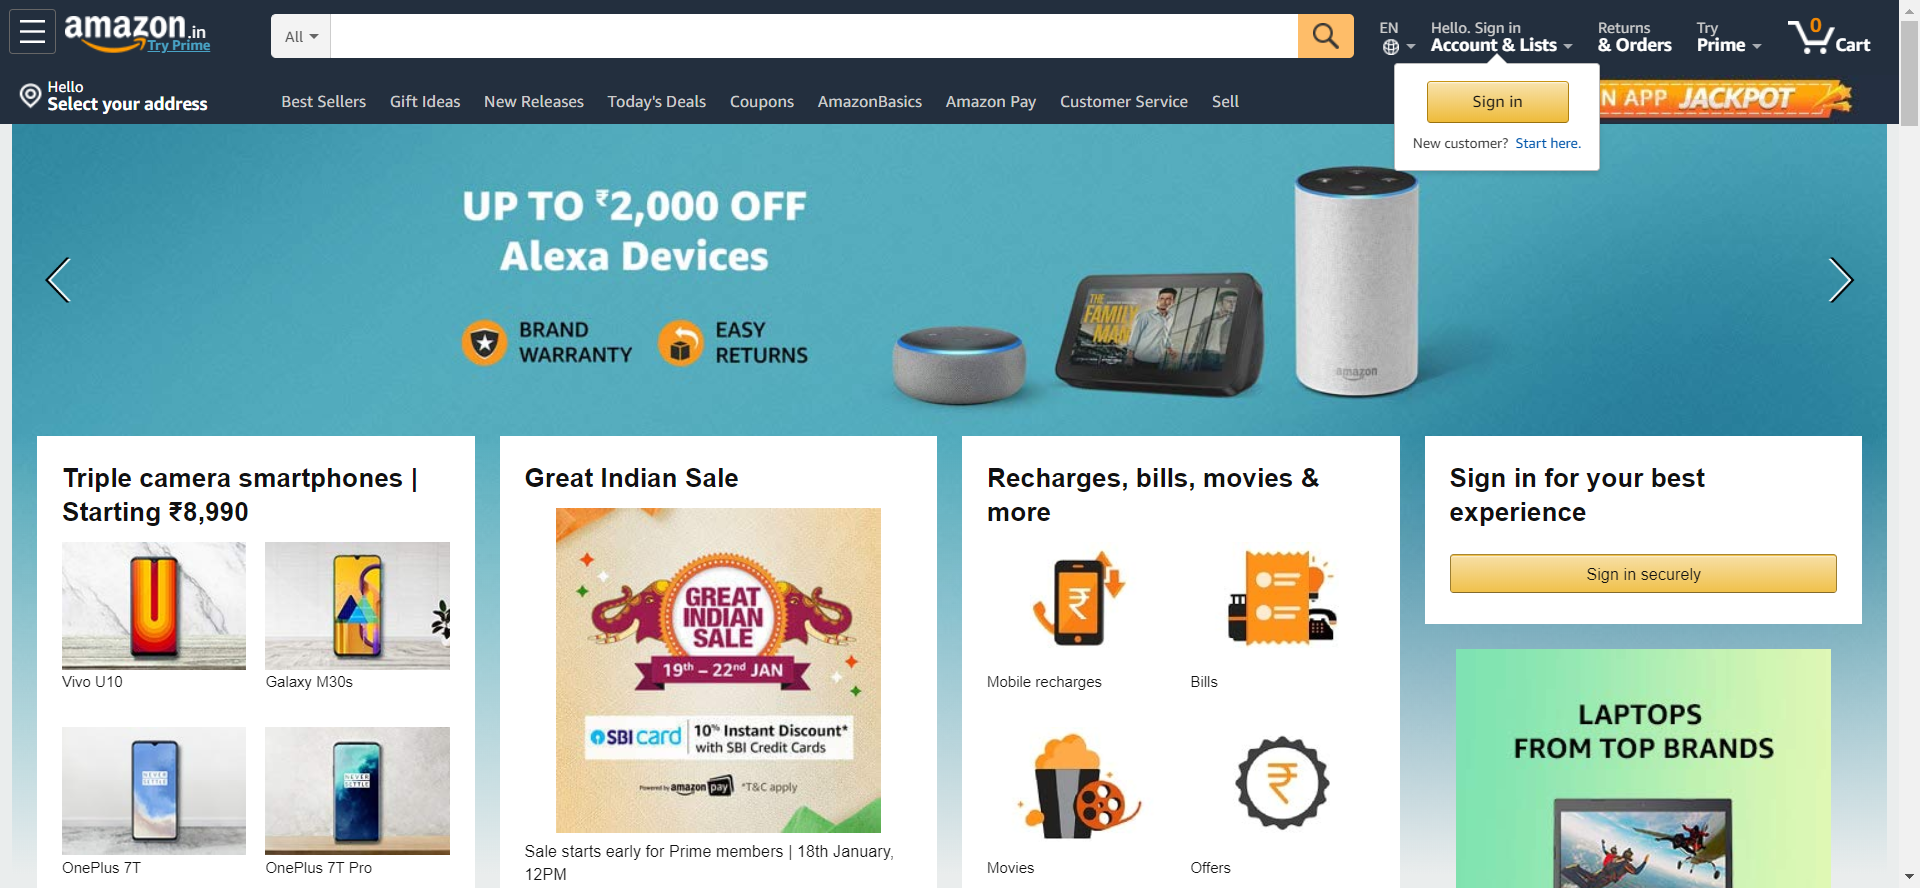 amazon.in
Try Prime
All
EN
Hello. Sign in
Account & Lists
Returns
& Orders
Try
Prime
0
Cart
Hello
Select your address
Best Sellers
Gift Ideas
New Releases
Today's Deals
Coupons
AmazonBasics
Amazon Pay
Customer Service
Sell
N APP JACKPOT
Sign in
New customer? Start here.
UP TO ₹2,000 OFF
Alexa Devices
BRAND
WARRANTY
EASY
RETURNS
THE
FAMILY
MAN
amazon
Triple camera smartphones |
Starting ₹8,990
Vivo U10
Galaxy M30s
NEVER
SETTLE
OnePlus 7T
NEVER
SETTLE
OnePlus 7T Pro
Great Indian Sale
GREAT
INDIAN
SALE
19th – 22nd JAN
SBI card
10% Instant Discount*
with SBI Credit Cards
Powered by amazon pay *T&C apply
Sale starts early for Prime members | 18th January,
12PM
Recharges, bills, movies &
more
₹
Mobile recharges
Bills
Movies
₹
Offers
Sign in for your best
experience
Sign in securely
LAPTOPS
FROM TOP BRANDS